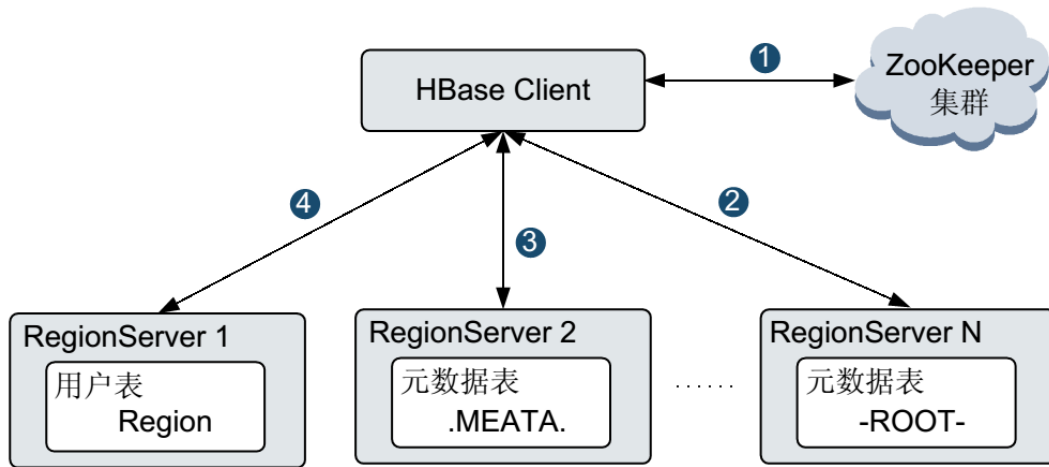 1
ZooKeeper
集群
HBase Client
4
3
2
RegionServer 1
用户表
Region
RegionServer 2
元数据表
.MEATA.
......
RegionServer N
元数据表
-ROOT-